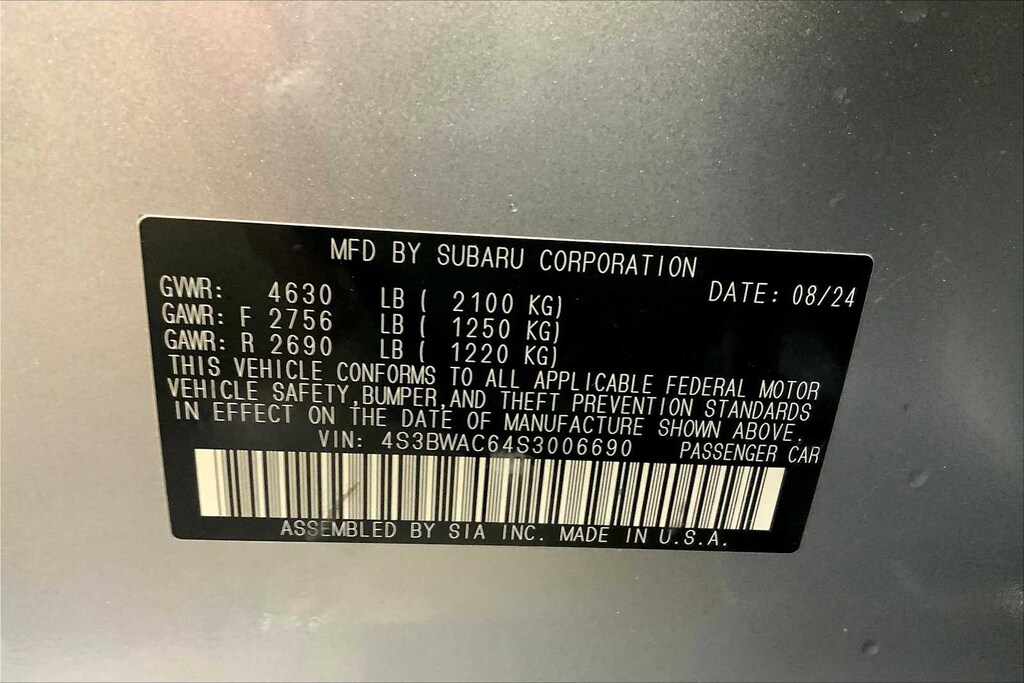 MFD BY SUBARU CORPORATION
GVWR: 4630 LB ( 2100 KG) DATE: 08/24
GAWR: F 2756 LB ( 1250 KG)
GAWR: R 2690 LB ( 1220 KG)
THIS VEHICLE CONFORMS TO ALL APPLICABLE FEDERAL MOTOR
VEHICLE SAFETY,BUMPER,AND THEFT PREVENTION STANDARDS
IN EFFECT ON THE DATE OF MANUFACTURE SHOWN ABOVE.
VIN: 4S3BWAC64S3006690 PASSENGER CAR
ASSEMBLED BY SIA INC. MADE IN U.S.A.